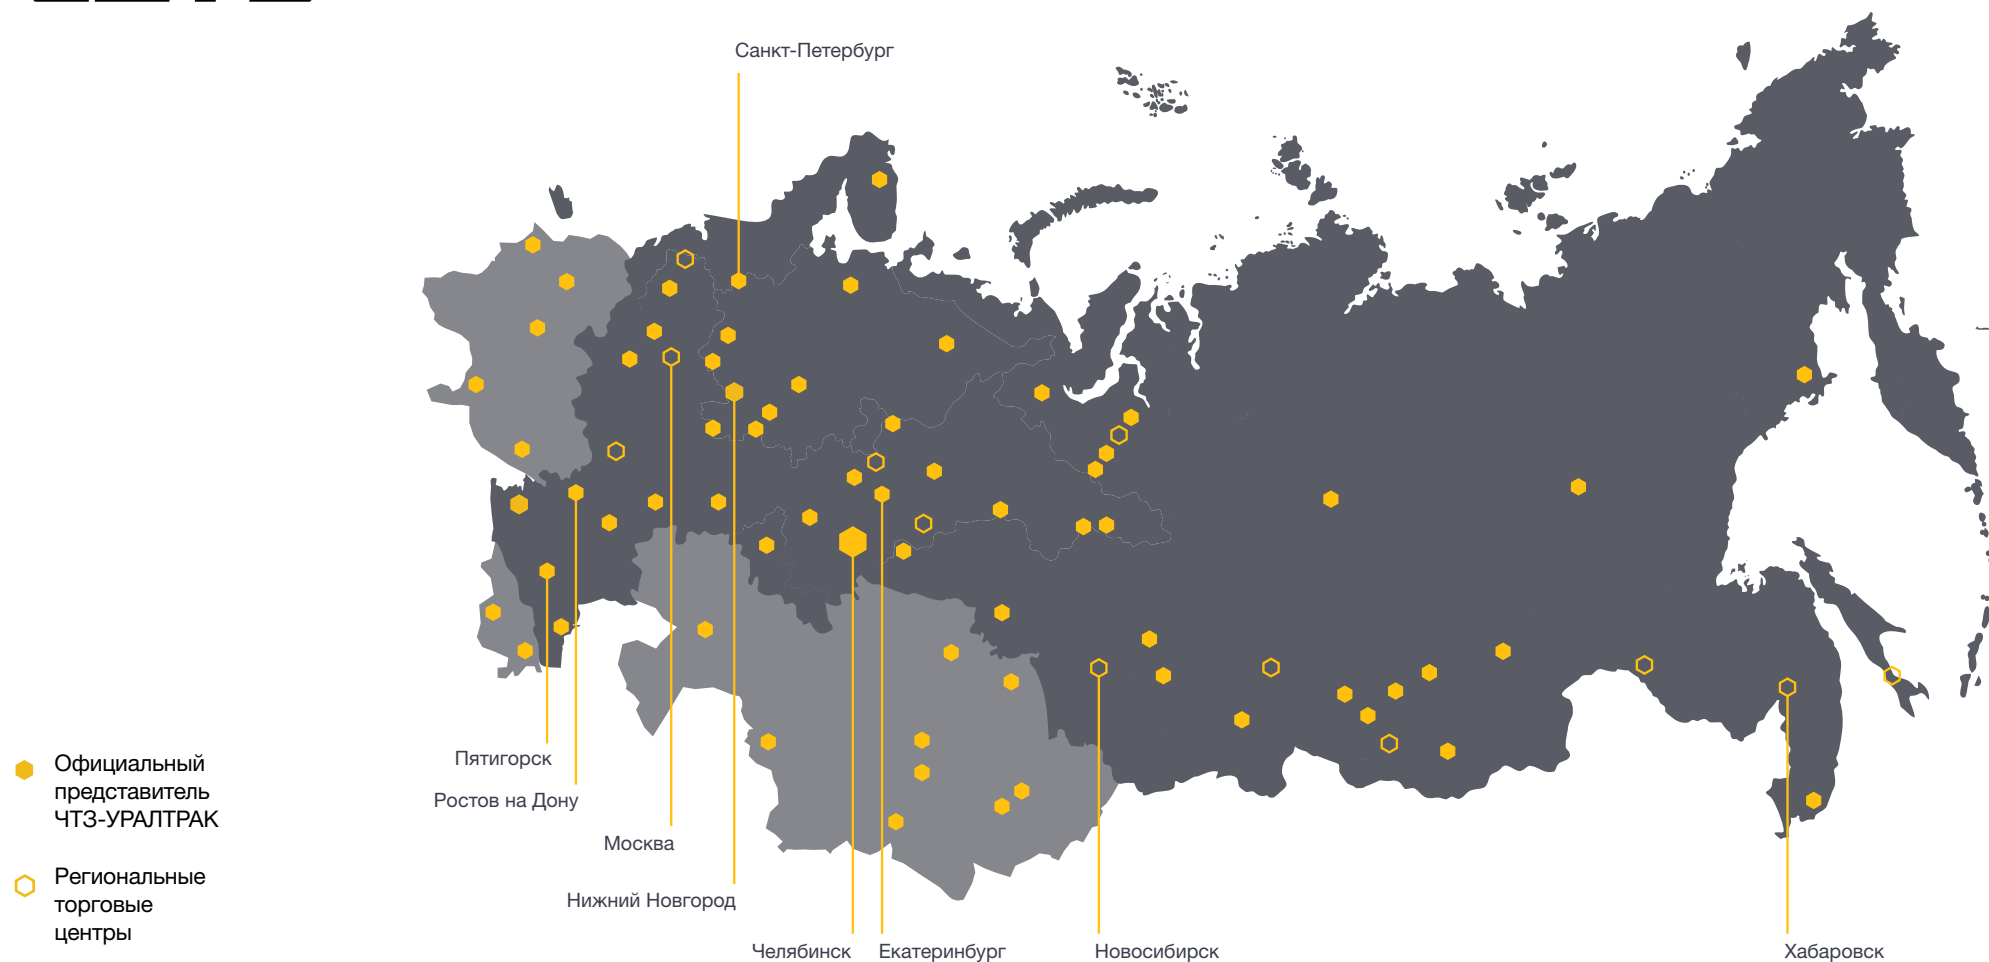 Санкт-Петербург
Пятигорск
Ростов на Дону
Москва
Нижний Новгород
Челябинск
Екатеринбург
Новосибирск
Хабаровск
Официальный
представитель
ЧТЗ-УРАЛТРАК
Региональные
торговые
центры